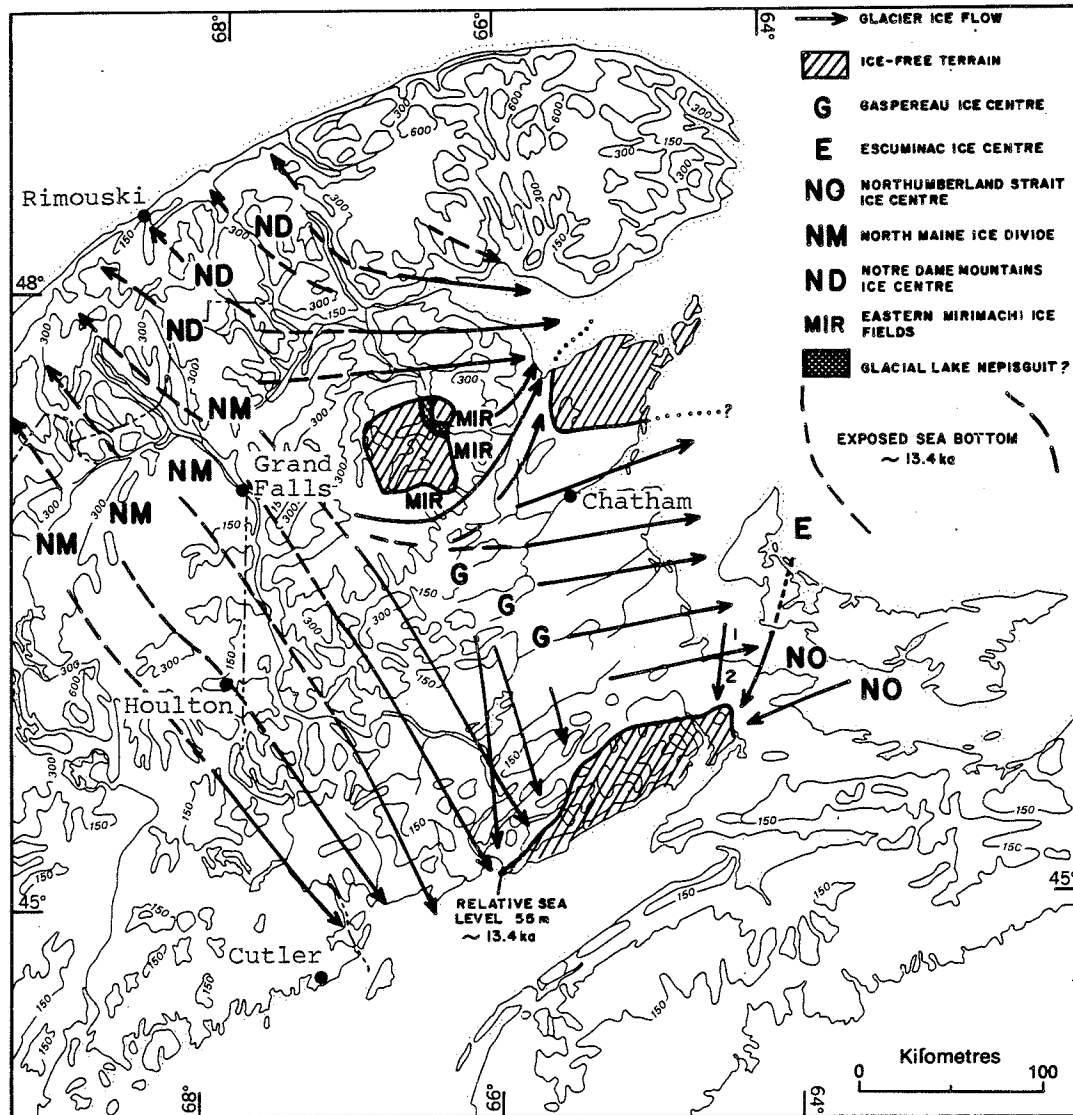 68°
66°
64°
GLACIER ICE FLOW
ICE-FREE TERRAIN
G GASPEREAU ICE CENTRE
E ESCUMINAC ICE CENTRE
NO NORTHUMBERLAND STRAIT
ICE CENTRE
NM NORTH MAINE ICE DIVIDE
ND NOTRE DAME MOUNTAINS
ICE CENTRE
MIR EASTERN MIRIMACHI ICE
FIELDS
GLACIAL LAKE NEPISGUIT ?
EXPOSED SEA BOTTOM
~ 13.4 ka
Rimouski
48°
ND
ND
ND
NM
NM
NM
NM
Grand
Falls
MIR
MIR
MIR
?
Chatham
G
G
G
E
1
2
NO
NO
Houlton
RELATIVE SEA
LEVEL 56 m
~ 13.4 ka
45°
45°
Cutler
Kilometres
0 100
68°
66°
64°